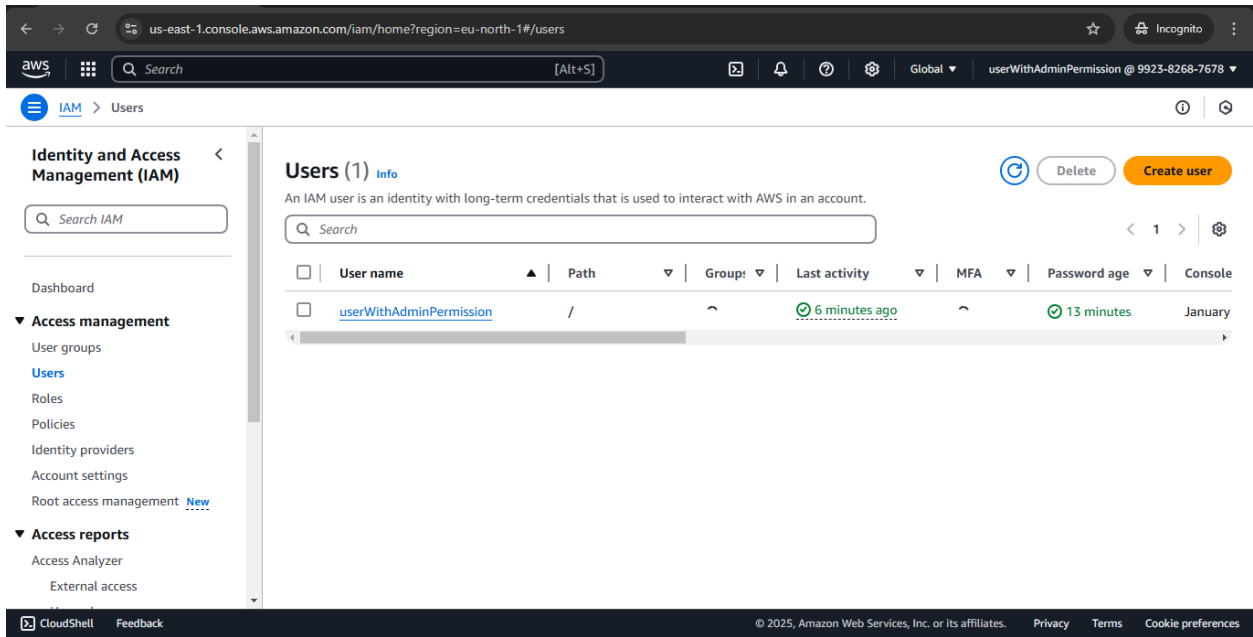 us-east-1.console.aws.amazon.com/iam/home?region=eu-north-1#/users
Incognito
aws
Search
[Alt+S]
Global
userWithAdminPermission @ 9923-8268-7678
IAM > Users
Identity and Access
Management (IAM)
Search IAM
Dashboard
Access management
User groups
Users
Roles
Policies
Identity providers
Account settings
Root access management New
Access reports
Access Analyzer
External access
Users (1) Info
Delete
Create user
An IAM user is an identity with long-term credentials that is used to interact with AWS in an account.
Search
1
User name Path Group: Last activity MFA Password age Console
userWithAdminPermission / 6 minutes ago 13 minutes January
CloudShell Feedback
© 2025, Amazon Web Services, Inc. or its affiliates. Privacy Terms Cookie preferences